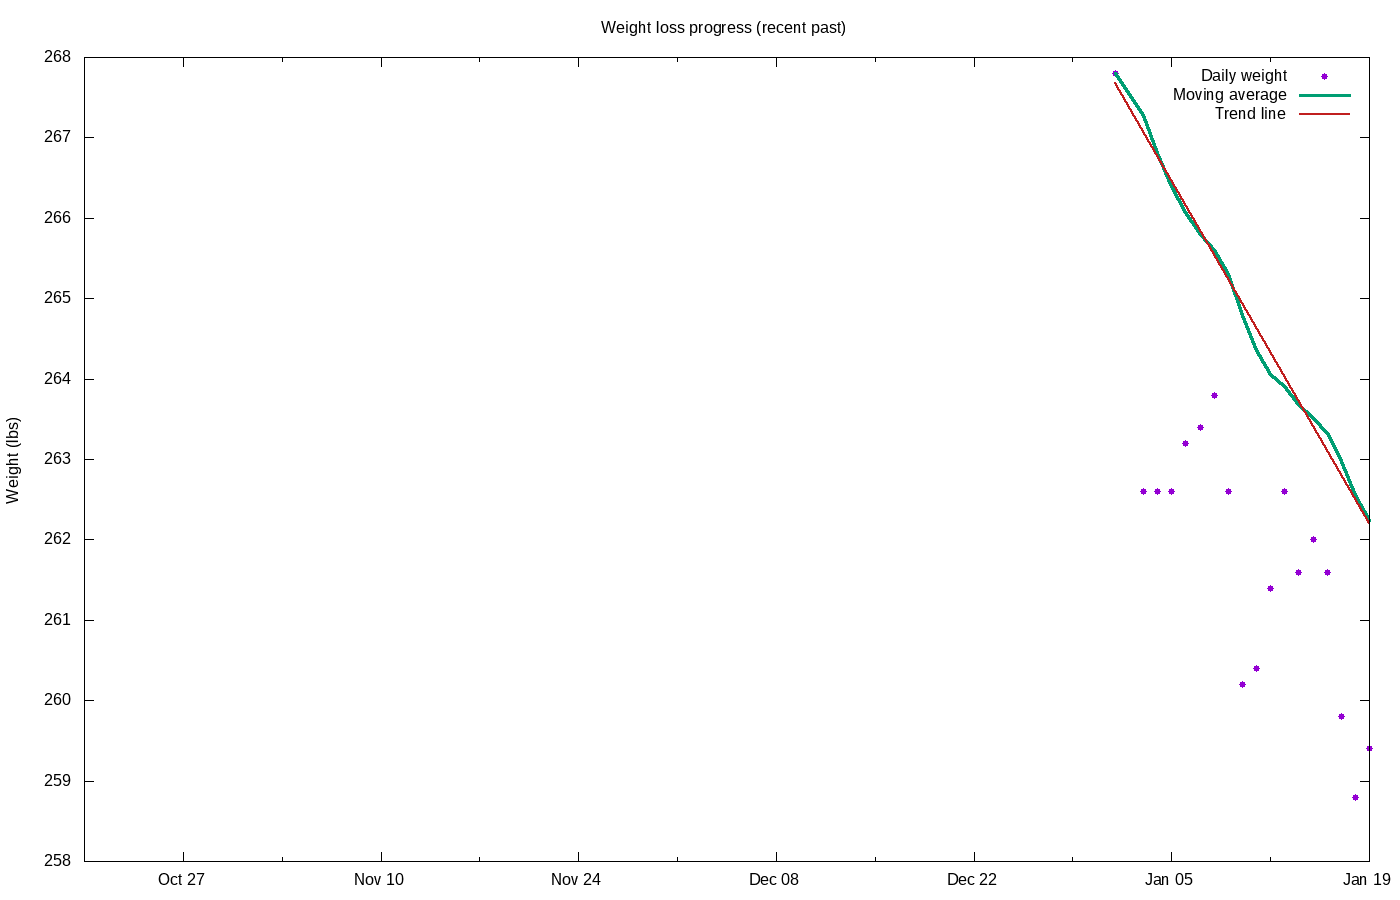 Weight loss progress (recent past)
268
267
266
265
264
263
262
261
260
259
258
Weight (lbs)
Daily weight
Moving average
Trend line
Oct 27
Nov 10
Nov 24
Dec 08
Dec 22
Jan 05
Jan 19